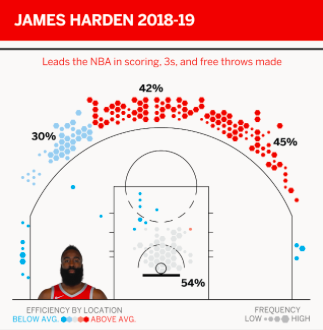 JAMES HARDEN 2018-19
Leads the NBA in scoring, 3s, and free throws made
42%
30%
45%
54%
EFFICIENCY BY LOCATION
BELOW AVG. ABOVE AVG.
FREQUENCY
LOW HIGH